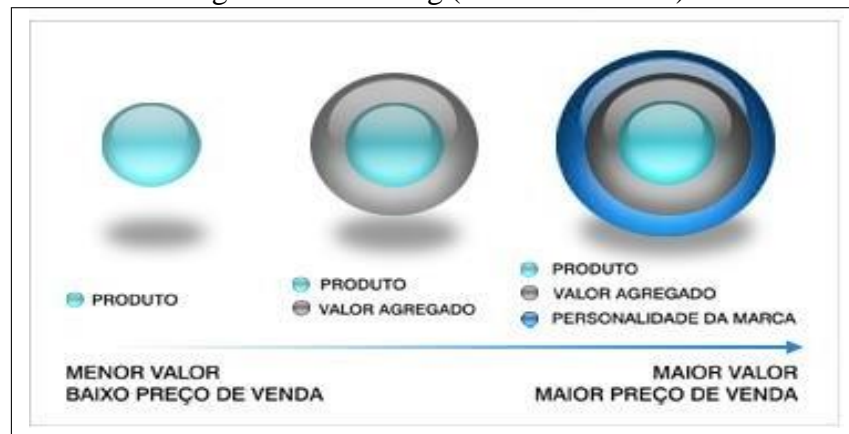 PRODUTO
PRODUTO
VALOR AGREGADO
PRODUTO
VALOR AGREGADO
PERSONALIDADE DA MARCA
MENOR VALOR
BAIXO PREÇO DE VENDA
MAIOR VALOR
MAIOR PREÇO DE VENDA